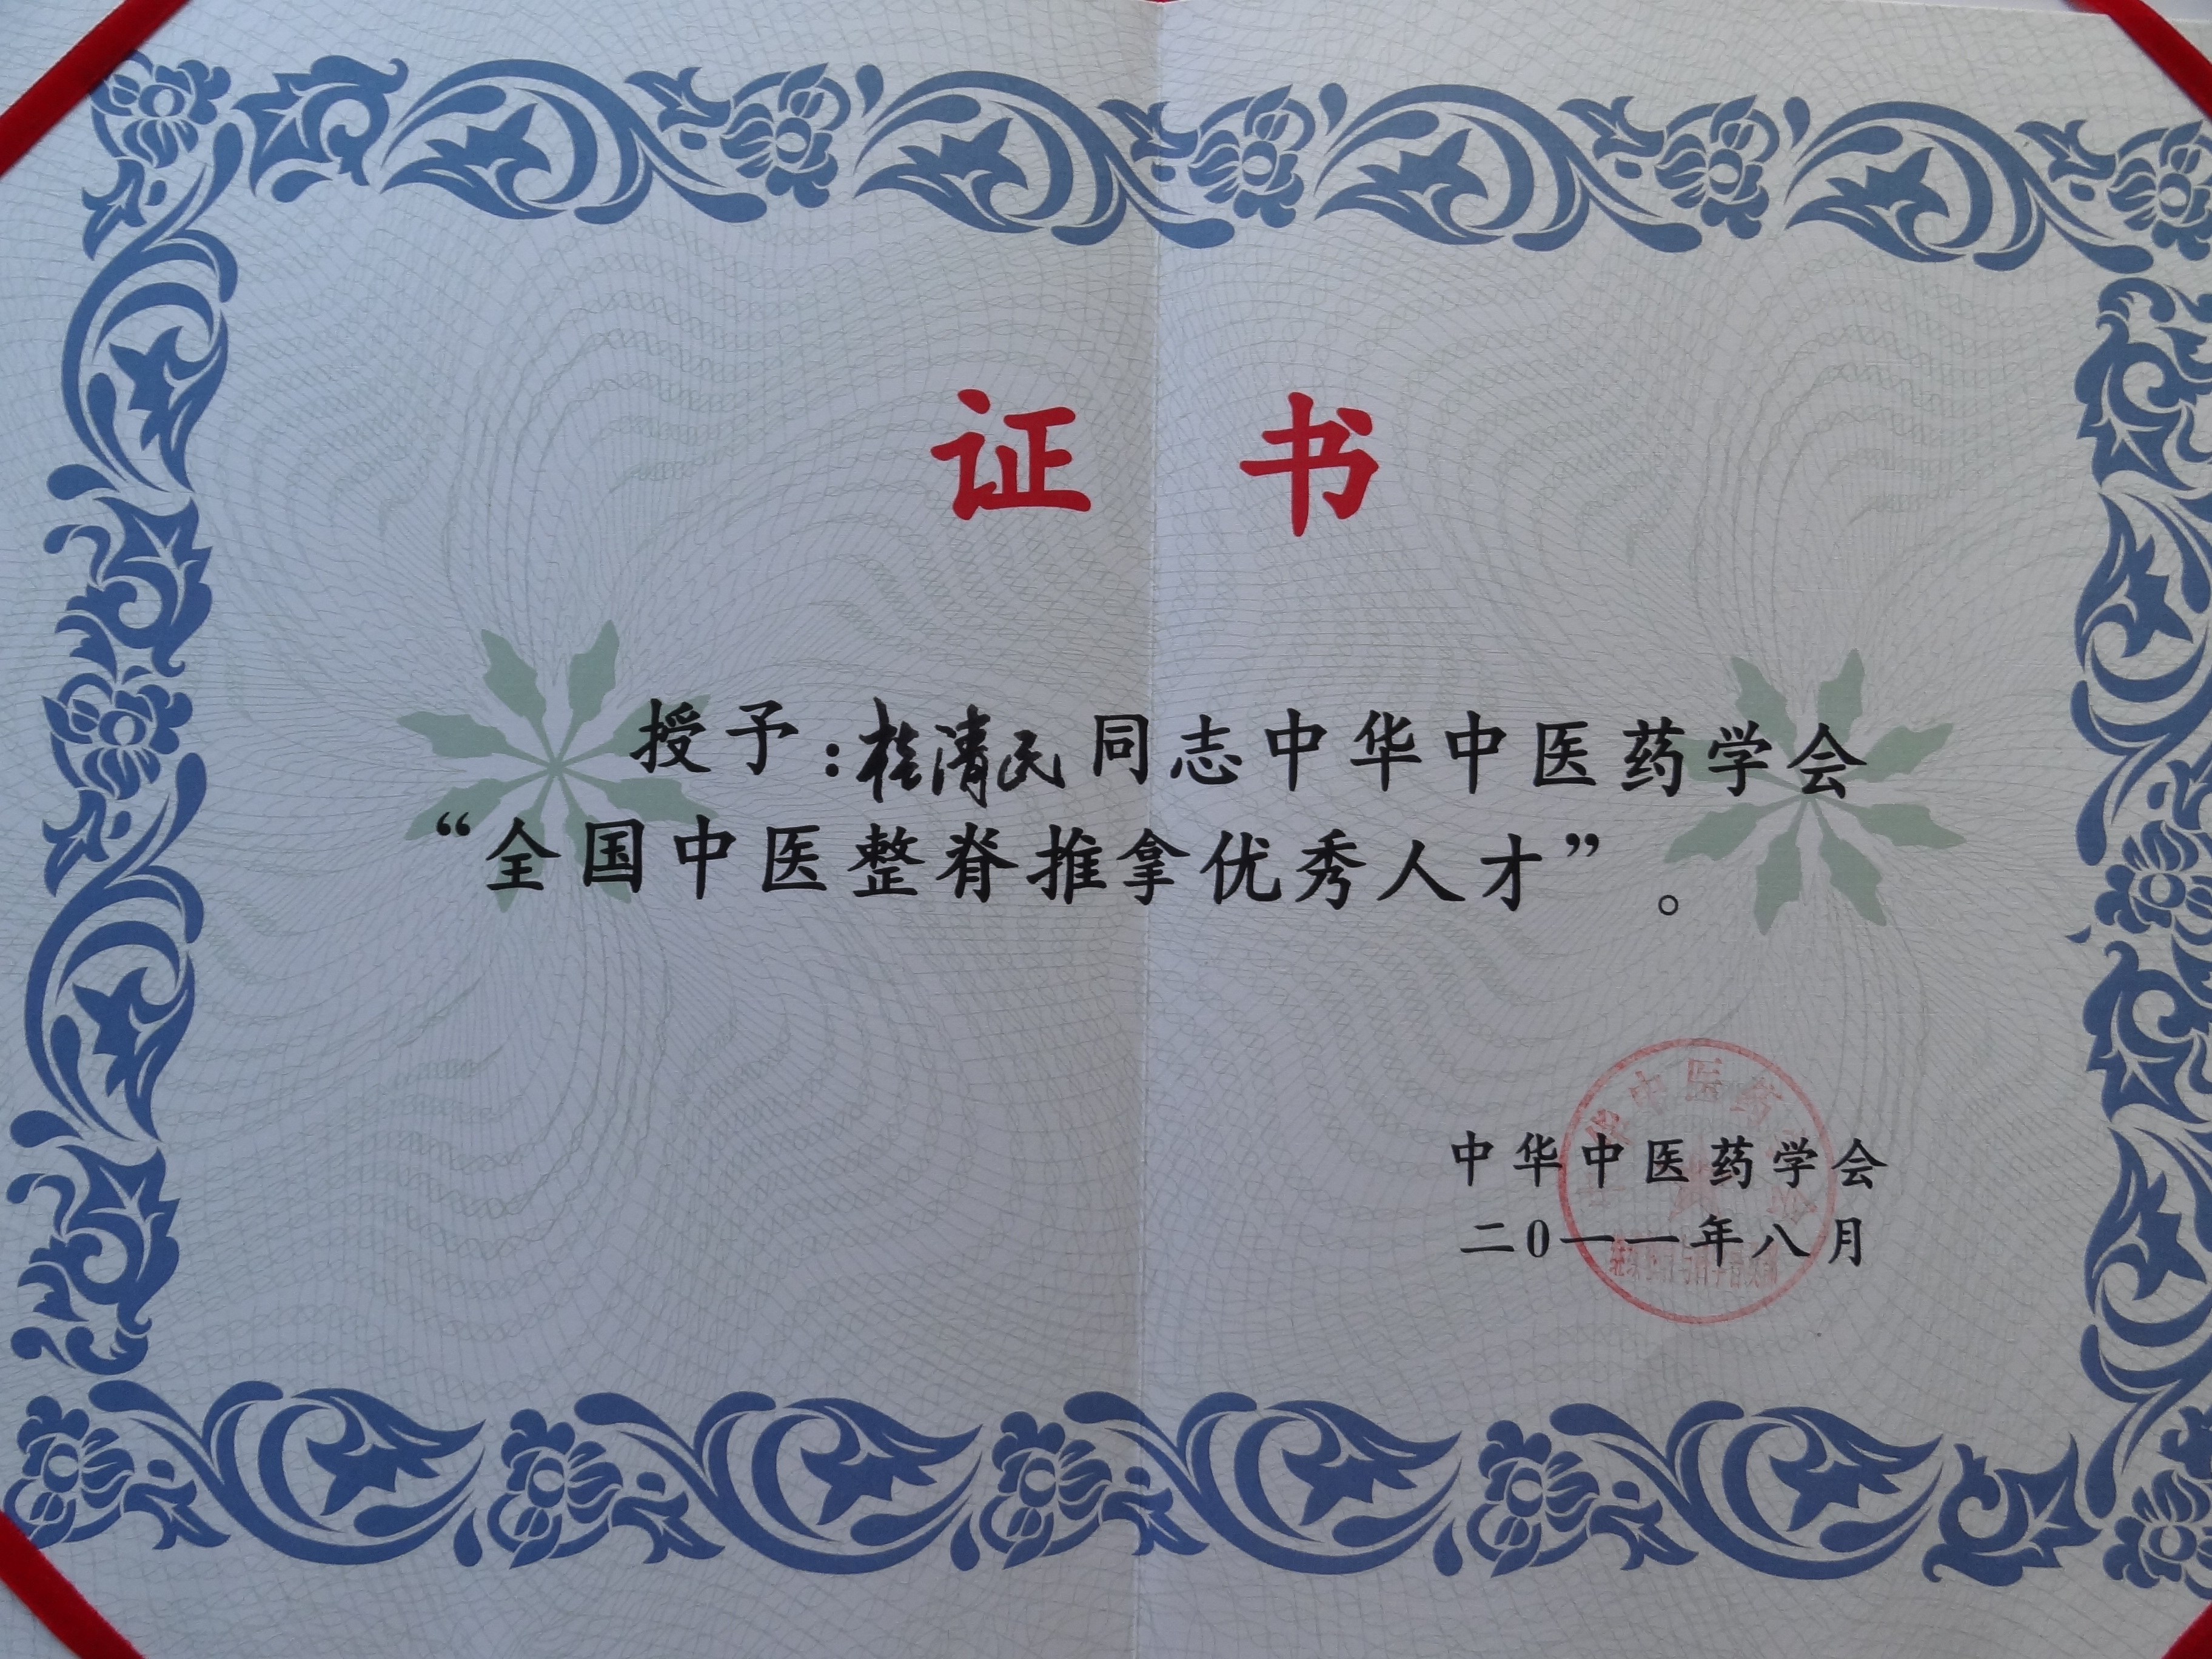 证 书
授予：桂清民同志中华中医药学会
“全国中医整脊推拿优秀人才”。
中华中医药学会
二0一一年八月